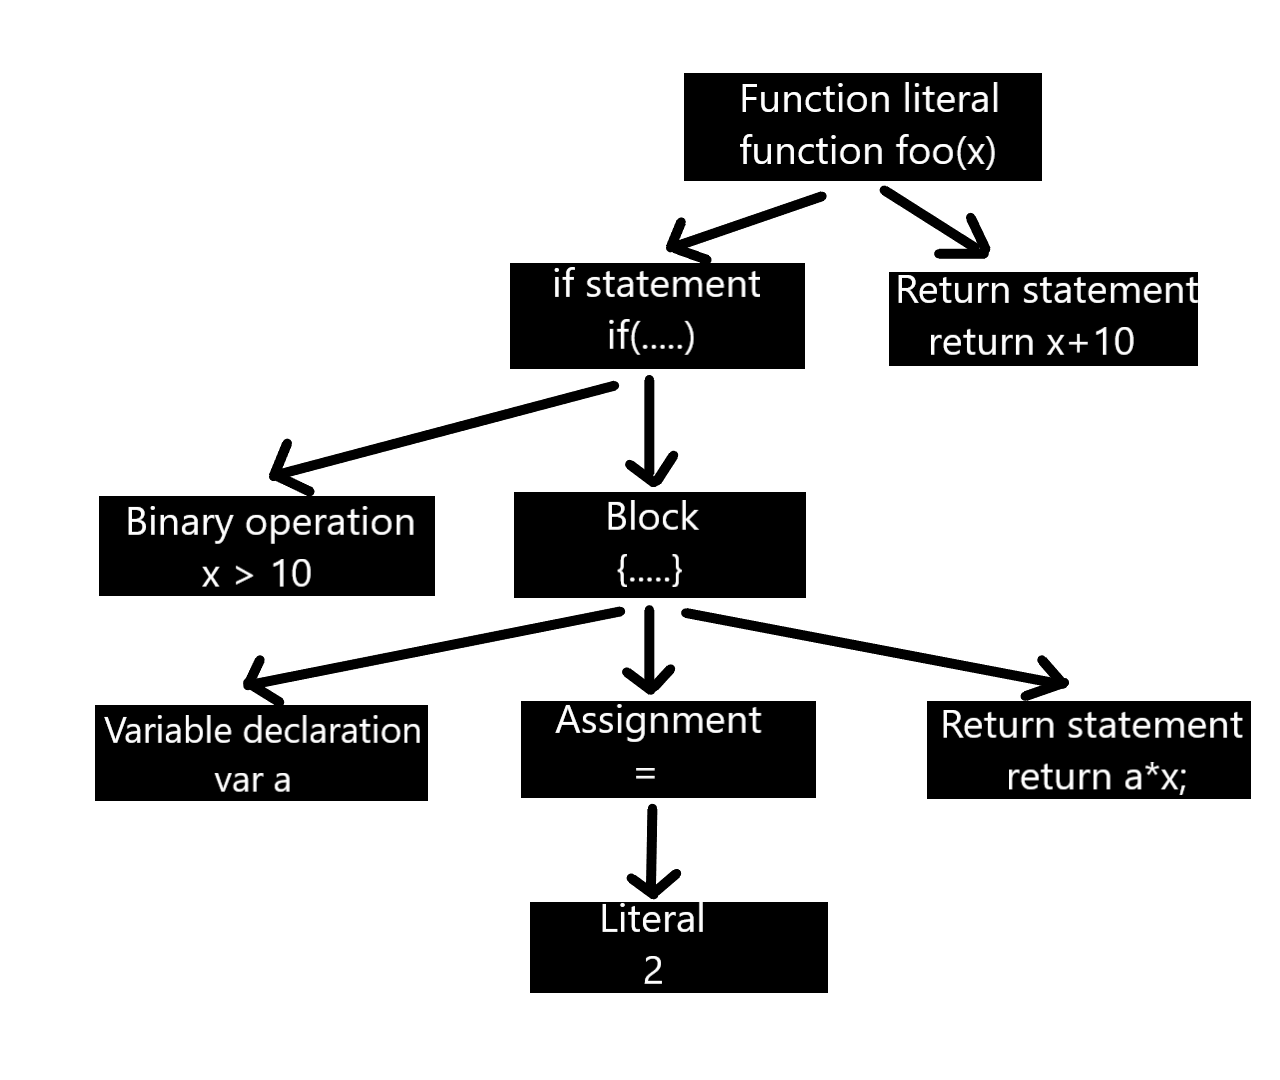 Function literal
function foo(x)
if statement
if(.....)
Return statement
return x+10
Binary operation
x > 10
Block
{.....}
Variable declaration
var a
Assignment
=
Return statement
return a*x;
Literal
2